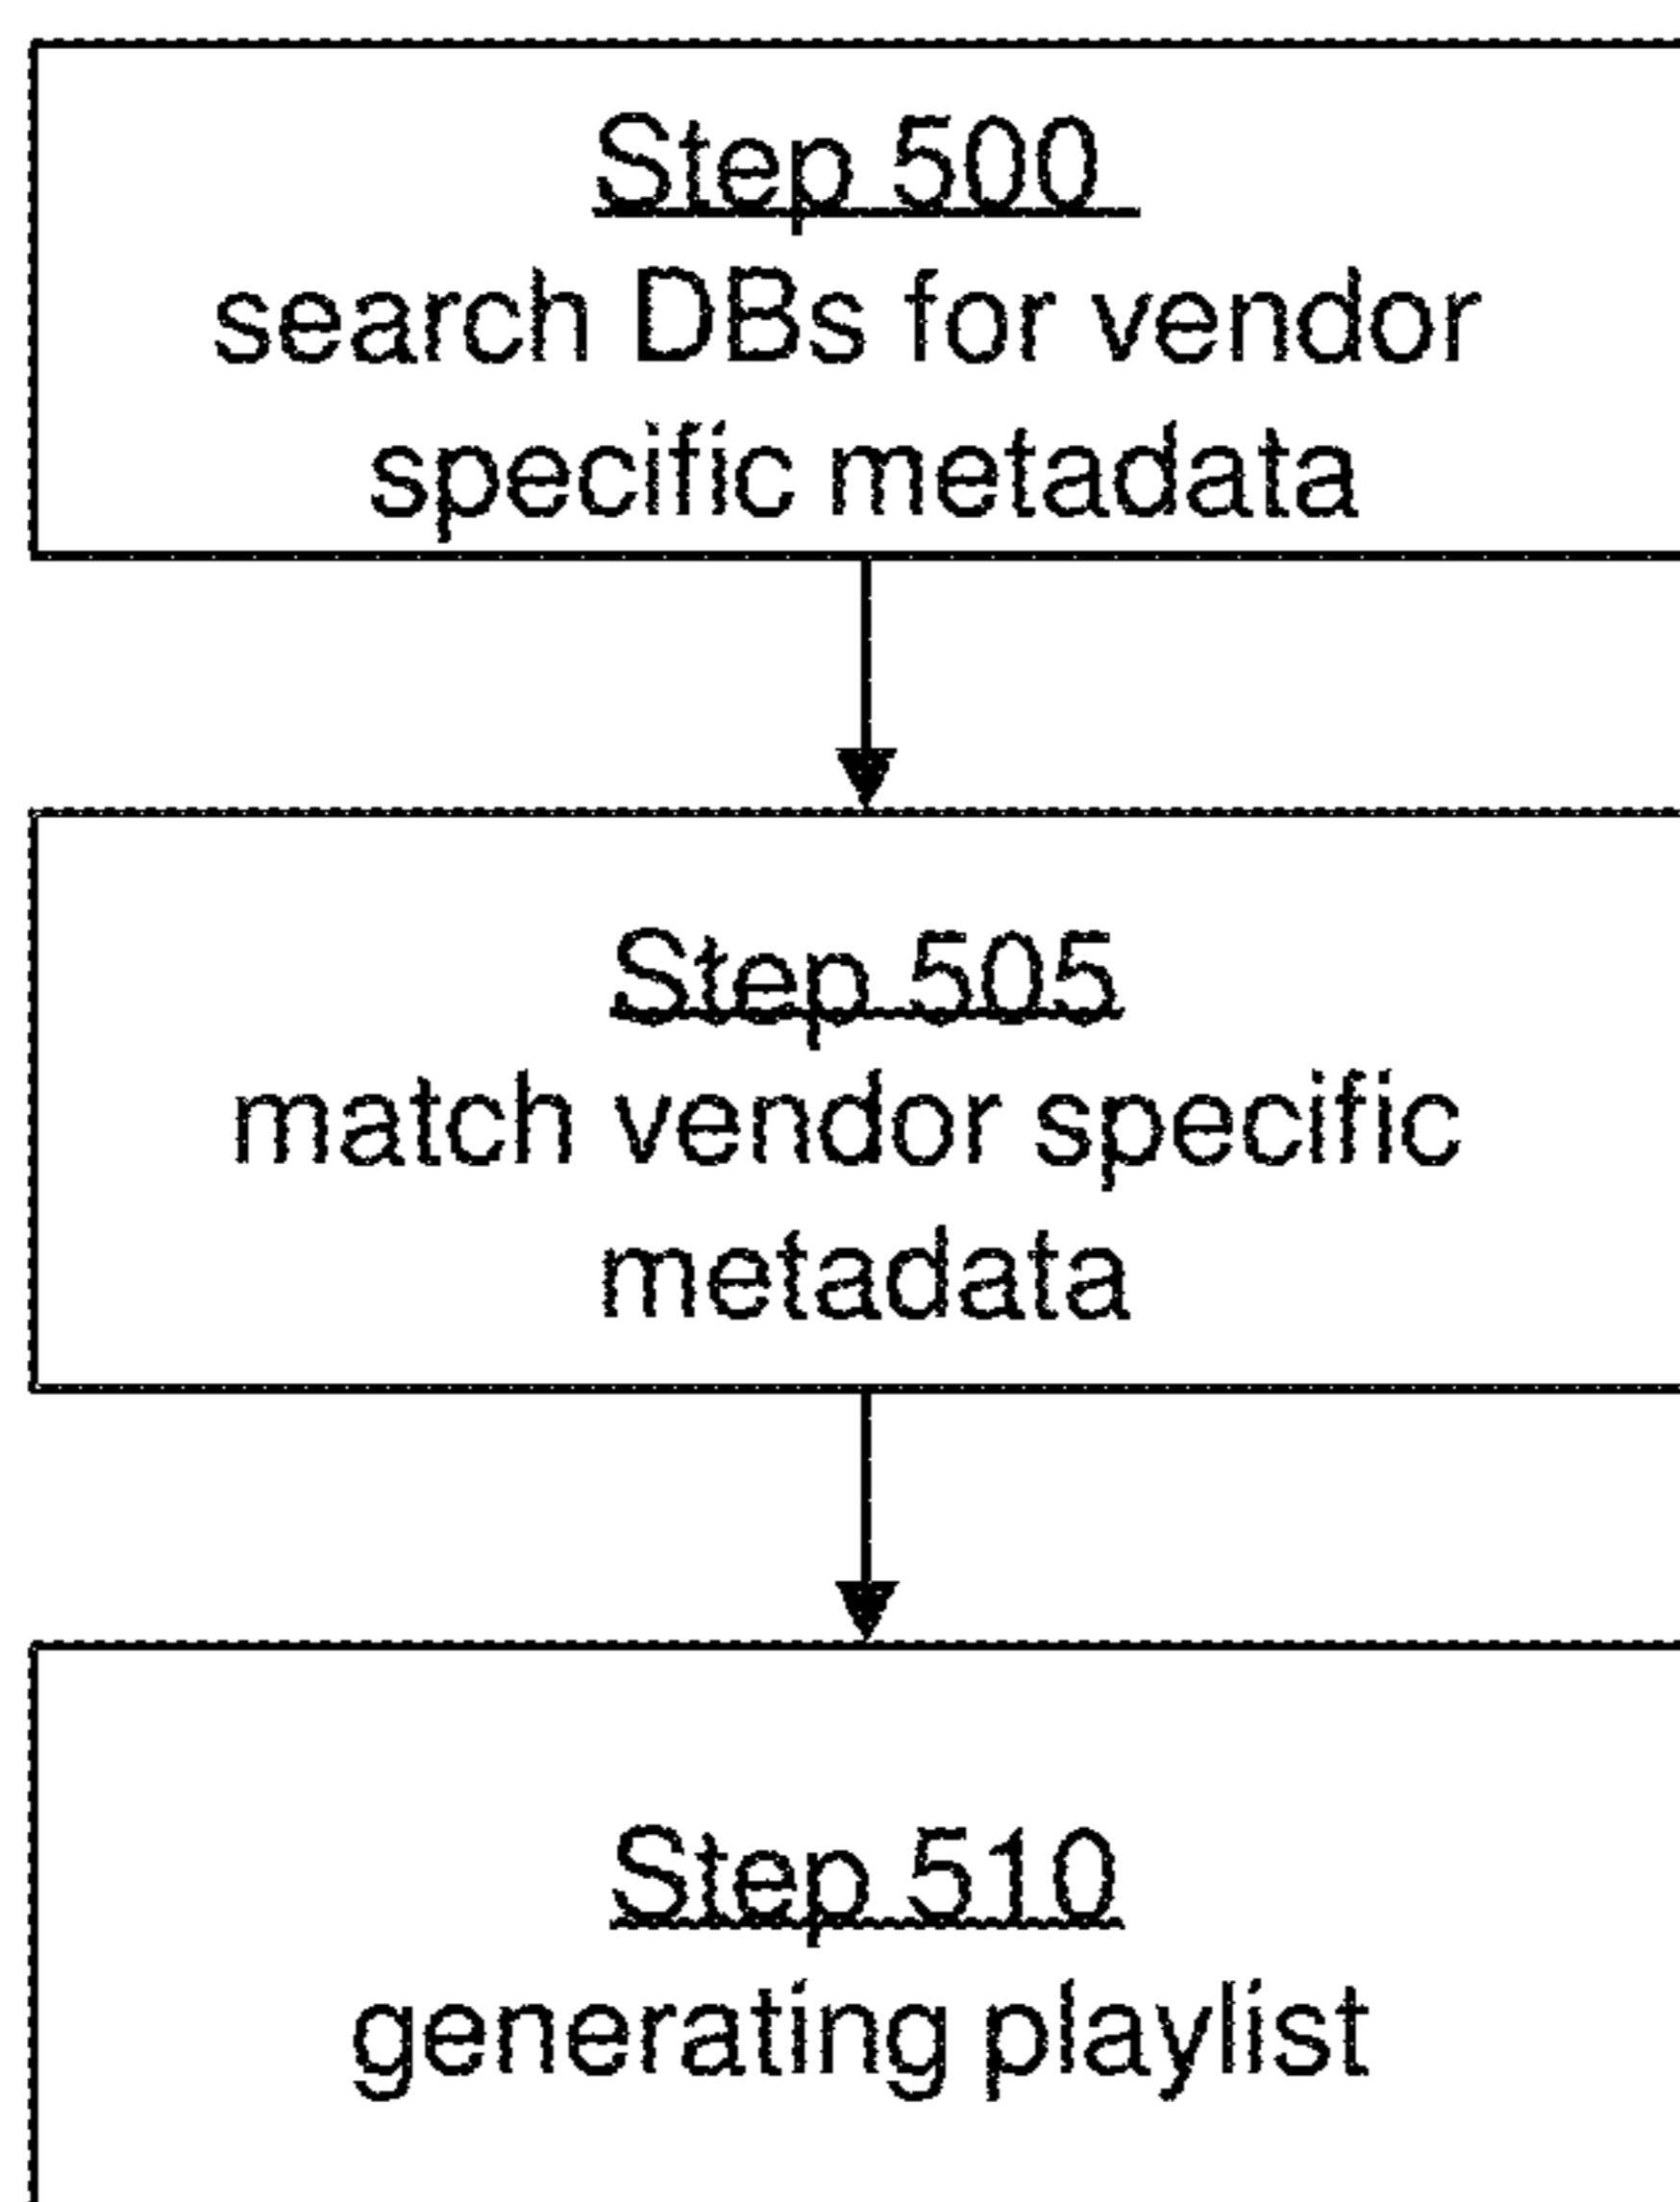 Step 500
search DBs for vendor
specific metadata
Step 505
match vendor specific
metadata
Step 510
generating playlist